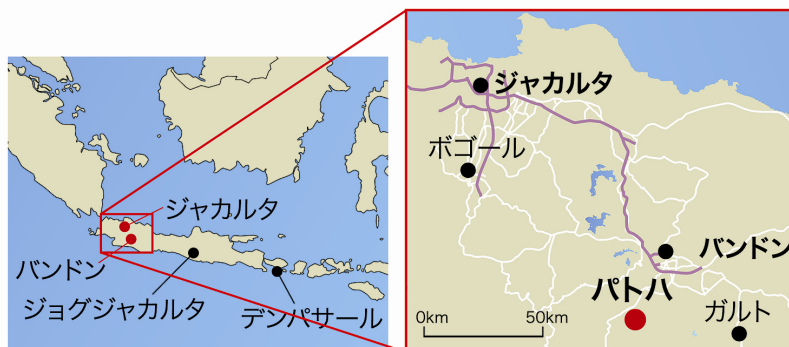 ジャカルタ
バンドン
ジョグジャカルタ
デンパサール
ジャカルタ
ボゴール
バンドン
パトハ
ガルト
0km
50km